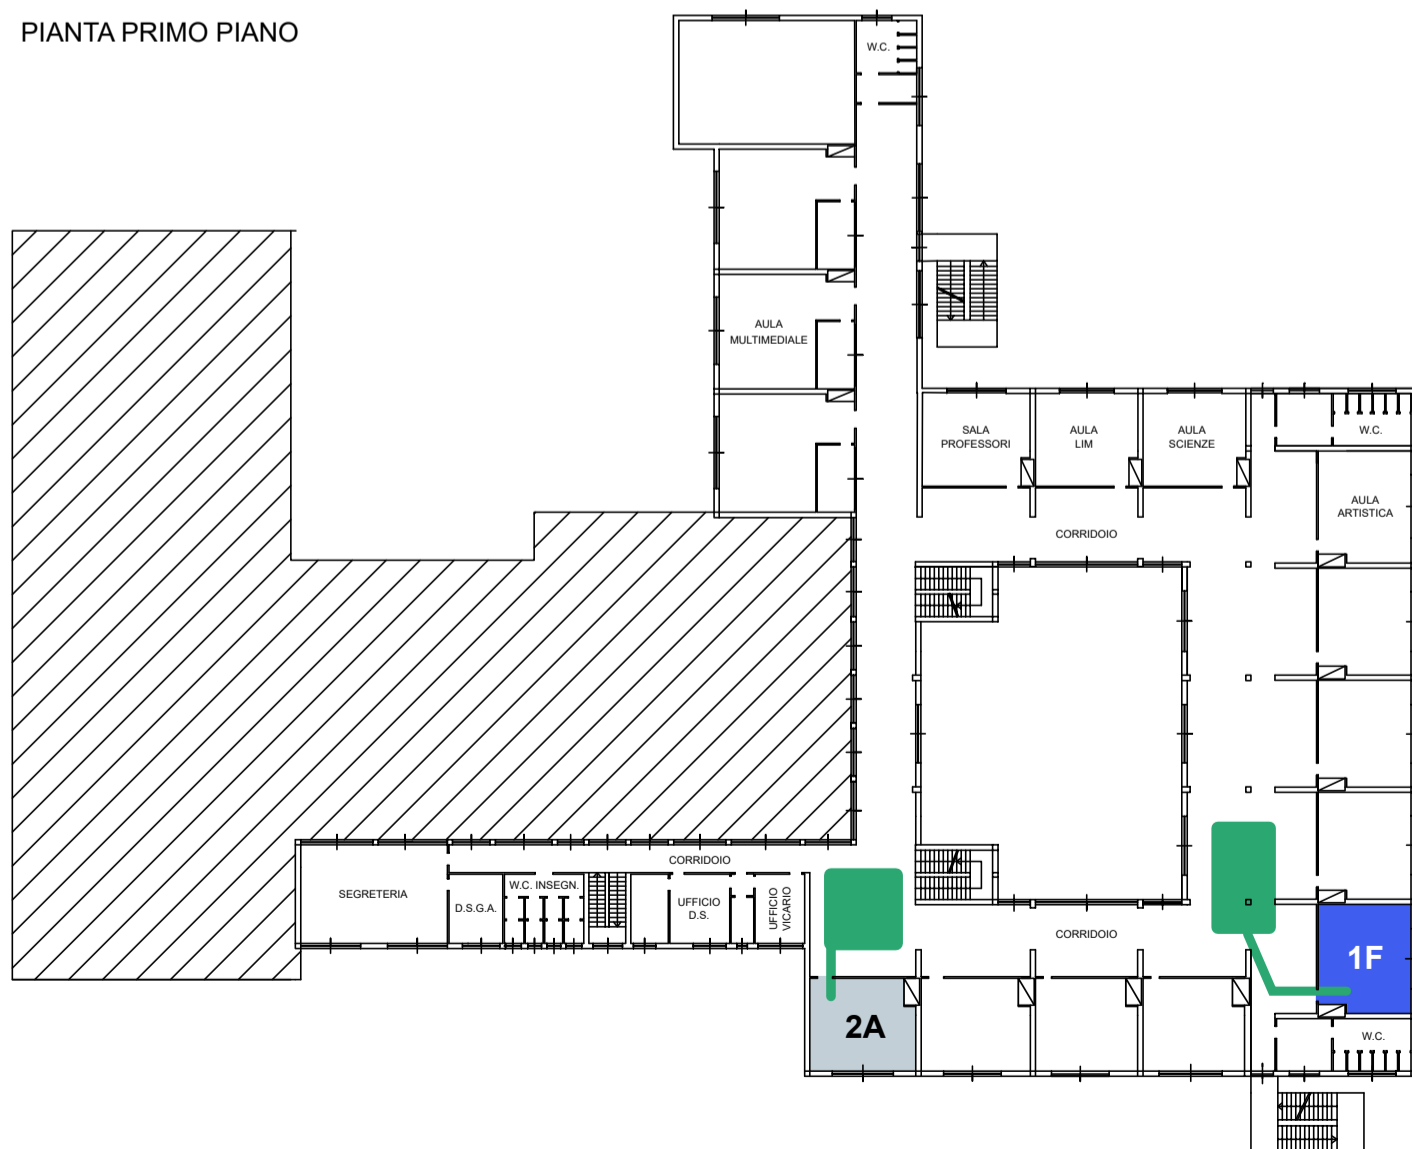 PIANTA PRIMO PIANO
W.C.
AULA
MULTIMEDIALE
SALA
PROFESSORI
AULA
LIM
AULA
SCIENZE
W.C.
AULA
ARTISTICA
CORRIDOIO
CORRIDOIO
SEGRETERIA
D.S.G.A.
W.C. INSEGN.
UFFICIO
D.S.
UFFICIO
VICARIO
CORRIDOIO
1F
2A
W.C.